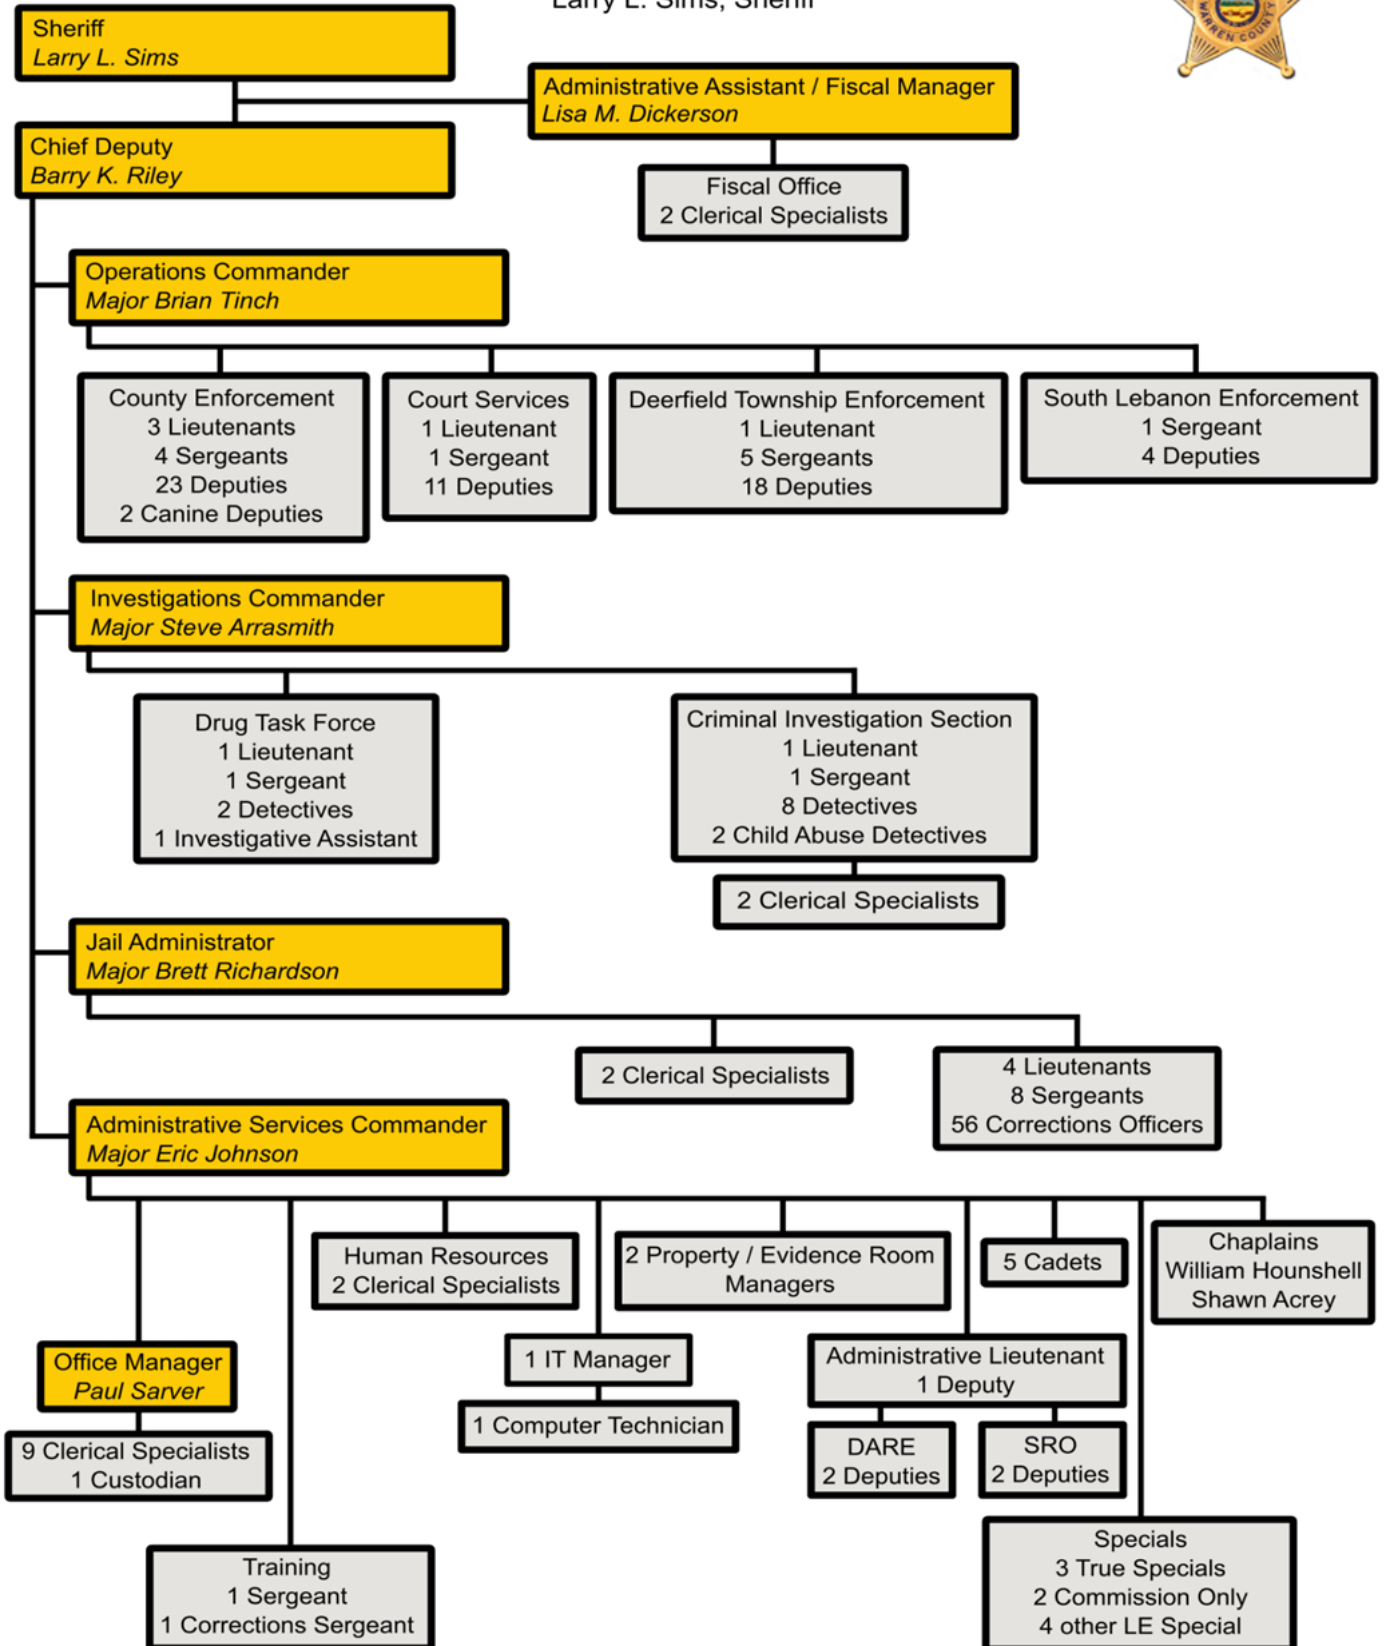 Larry L. Sims, Sheriff
WARREN COUNTY
Sheriff
Larry L. Sims
Administrative Assistant / Fiscal Manager
Lisa M. Dickerson
Chief Deputy
Barry K. Riley
Fiscal Office
2 Clerical Specialists
Operations Commander
Major Brian Tinch
County Enforcement
3 Lieutenants
4 Sergeants
23 Deputies
2 Canine Deputies
Court Services
1 Lieutenant
1 Sergeant
11 Deputies
Deerfield Township Enforcement
1 Lieutenant
5 Sergeants
18 Deputies
South Lebanon Enforcement
1 Sergeant
4 Deputies
Investigations Commander
Major Steve Arrasmith
Drug Task Force
1 Lieutenant
1 Sergeant
2 Detectives
1 Investigative Assistant
Criminal Investigation Section
1 Lieutenant
1 Sergeant
8 Detectives
2 Child Abuse Detectives
2 Clerical Specialists
Jail Administrator
Major Brett Richardson
2 Clerical Specialists
4 Lieutenants
8 Sergeants
56 Corrections Officers
Administrative Services Commander
Major Eric Johnson
Human Resources
2 Clerical Specialists
2 Property / Evidence Room
Managers
5 Cadets
Chaplains
William Hounshell
Shawn Acrey
Office Manager
Paul Sarver
9 Clerical Specialists
1 Custodian
1 IT Manager
1 Computer Technician
Administrative Lieutenant
1 Deputy
DARE
2 Deputies
SRO
2 Deputies
Training
1 Sergeant
1 Corrections Sergeant
Specials
3 True Specials
2 Commission Only
4 other LE Special